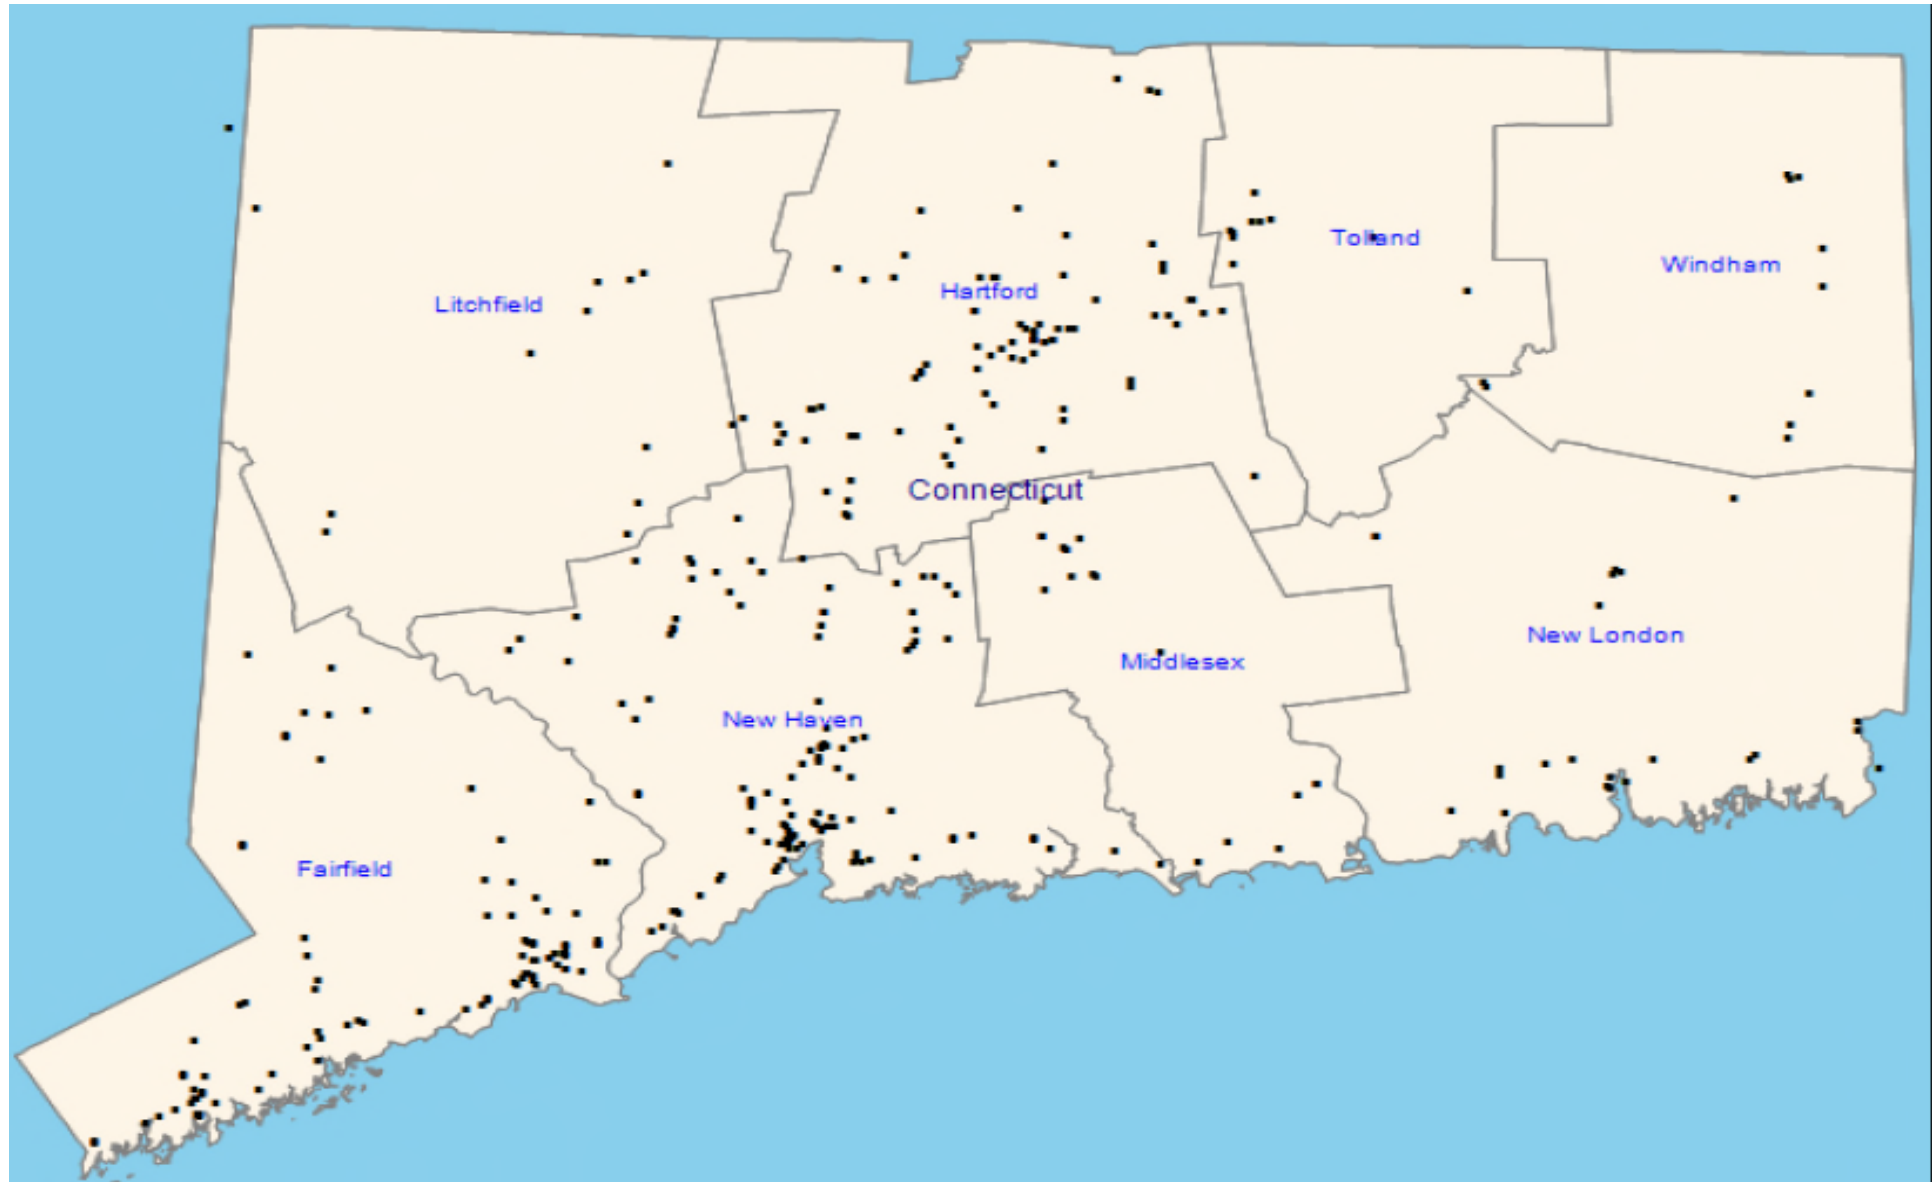 Tolland
Windham
Hartford
Litchfield
Connecticut
New London
Middlesex
New Haven
Fairfield